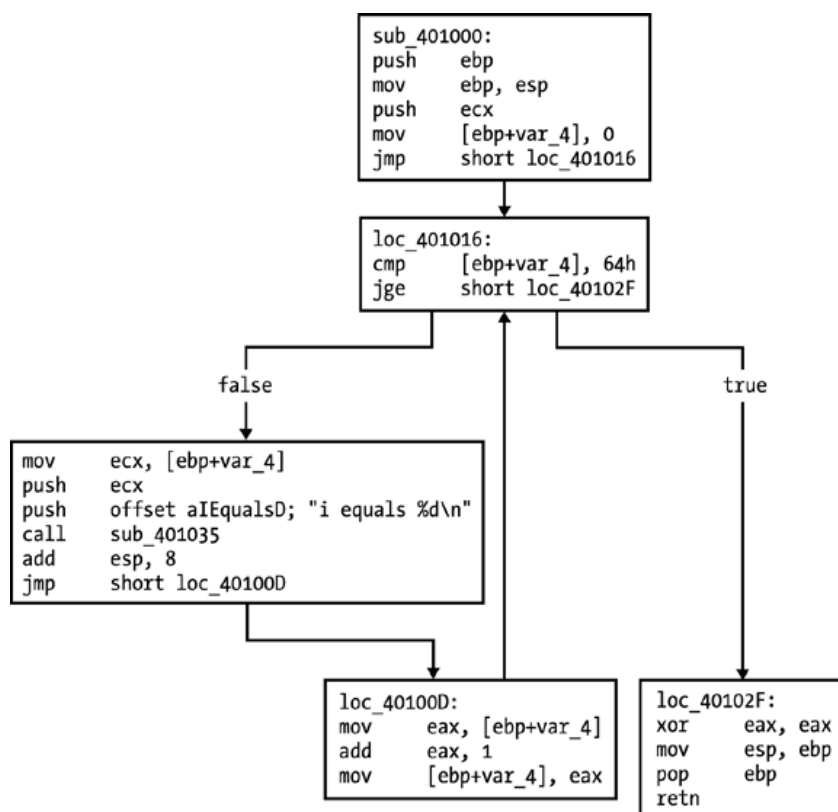 sub_401000:
push ebp
mov ebp, esp
push ecx
mov [ebp+var_4], 0
jmp short loc_401016
loc_401016:
cmp [ebp+var_4], 64h
jge short loc_40102F
false
true
mov ecx, [ebp+var_4]
push ecx
push offset aIEqualsD; "i equals %d\n"
call sub_401035
add esp, 8
jmp short loc_40100D
loc_40100D:
mov eax, [ebp+var_4]
add eax, 1
mov [ebp+var_4], eax
loc_40102F:
xor eax, eax
mov esp, ebp
pop ebp
retn